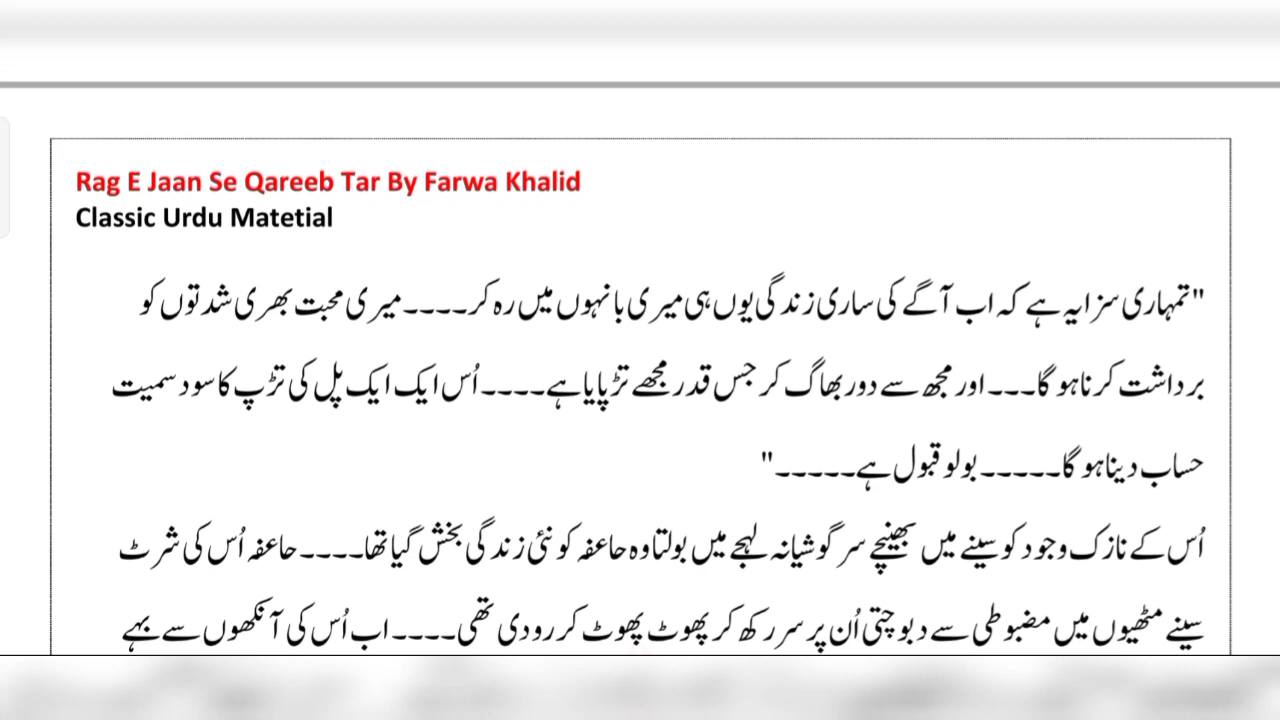 Rag E Jaan Se Qareeb Tar By Farwa Khalid
Classic Urdu Matetial
"تمہاری سزا یہ ہے کہ اب آگے کی ساری زندگی یوں ہی میری بانہوں میں رہ کر۔۔۔۔ میری محبت بھری شدتوں کو
برداشت کرنا ہو گا۔۔۔ اور مجھ سے دور بھاگ کر جس قدر مجھے تڑپایا ہے۔۔۔۔ اُس ایک ایک پل کی تڑپ کا سود سمیت
حساب دینا ہو گا۔۔۔۔۔ بولو قبول ہے۔۔۔۔۔"
اُس کے نازک وجود کو سینے میں بھینچے سرگوشیانہ لہجے میں بولتا وہ حاعفہ کو نئی زندگی بخش گیا تھا۔۔۔۔ حاعفہ اُس کی شرٹ
سینے مٹھیوں میں مضبوطی سے دبوچتی اُن پر سر رکھ کر پھوٹ پھوٹ کر رو دی تھی۔۔۔۔ اب اُس کی آنکھوں سے بہے